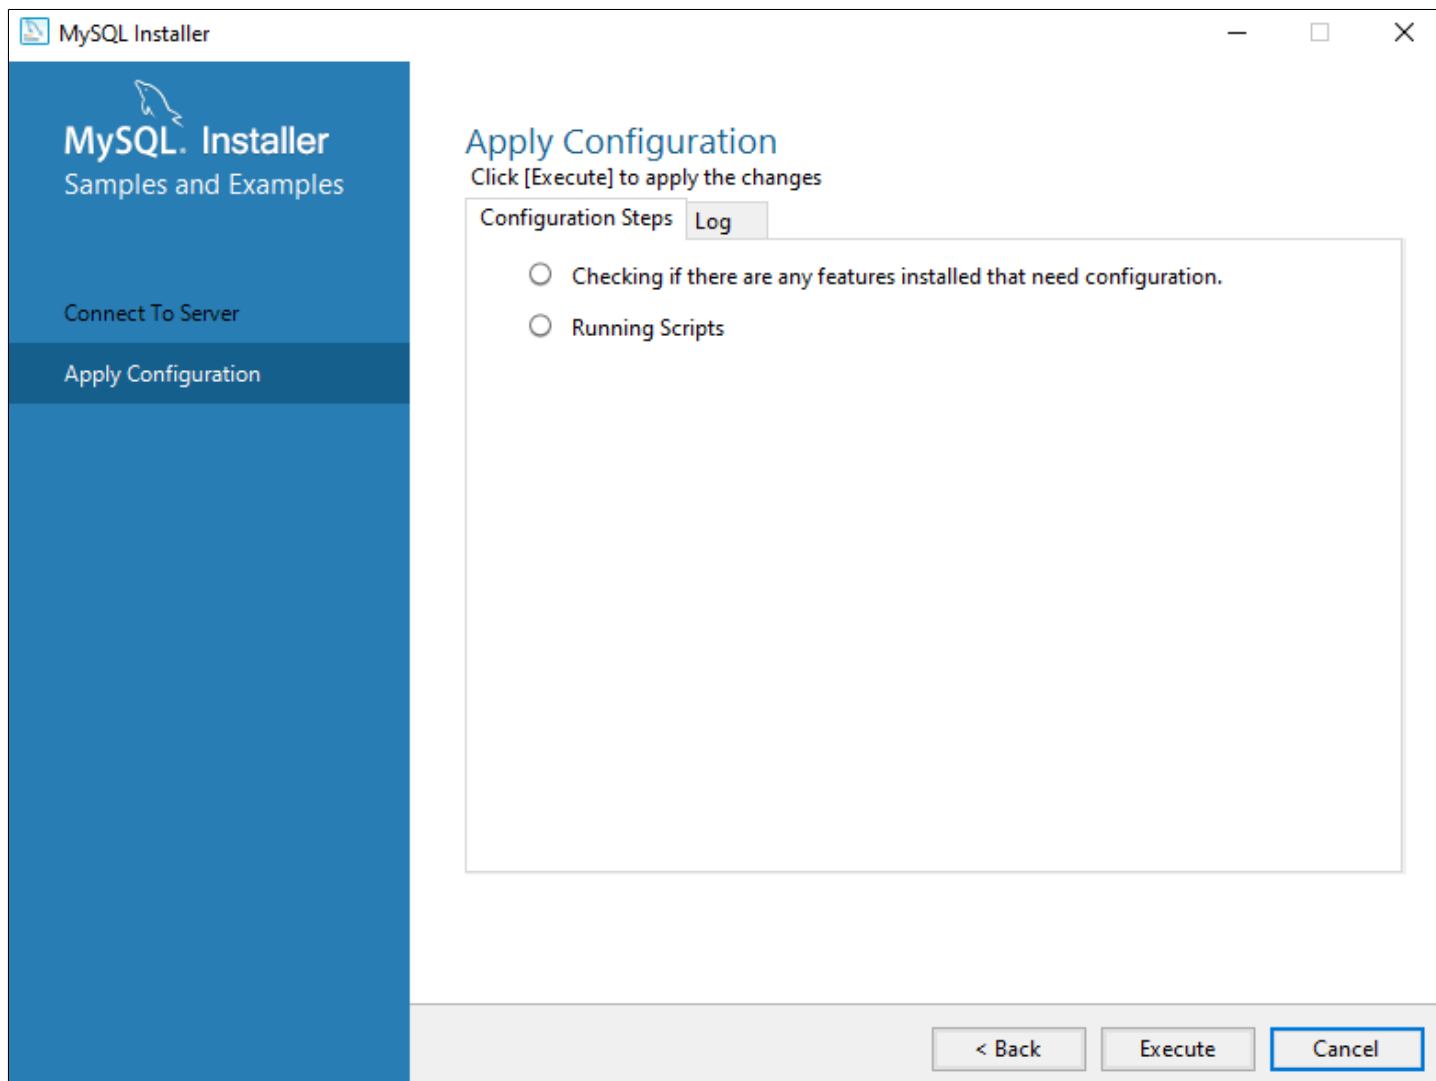 MySQL Installer
MySQL. Installer
Samples and Examples
Connect To Server
Apply Configuration
Apply Configuration
Click [Execute] to apply the changes
Configuration Steps
Log
Checking if there are any features installed that need configuration.
Running Scripts
< Back
Execute
Cancel